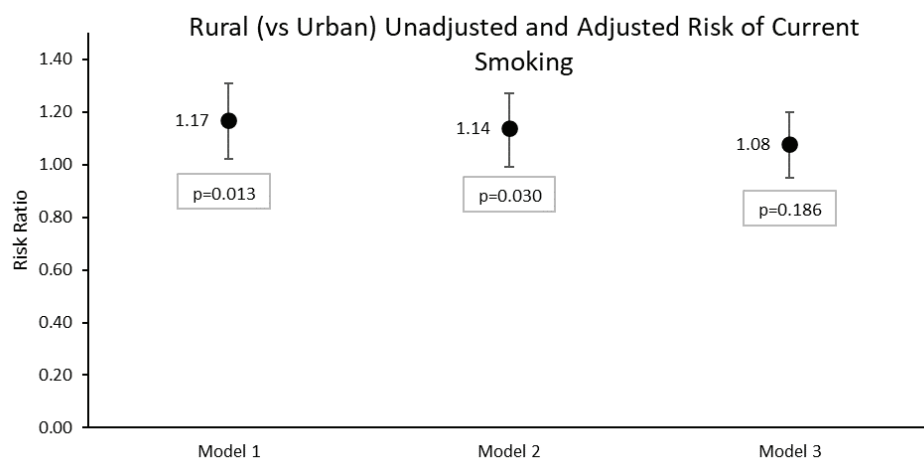 Rural (vs Urban) Unadjusted and Adjusted Risk of Current
Smoking
Risk Ratio
1.40
1.20
1.00
0.80
0.60
0.40
0.20
0.00
1.17
p=0.013
1.14
p=0.030
1.08
p=0.186
Model 1
Model 2
Model 3